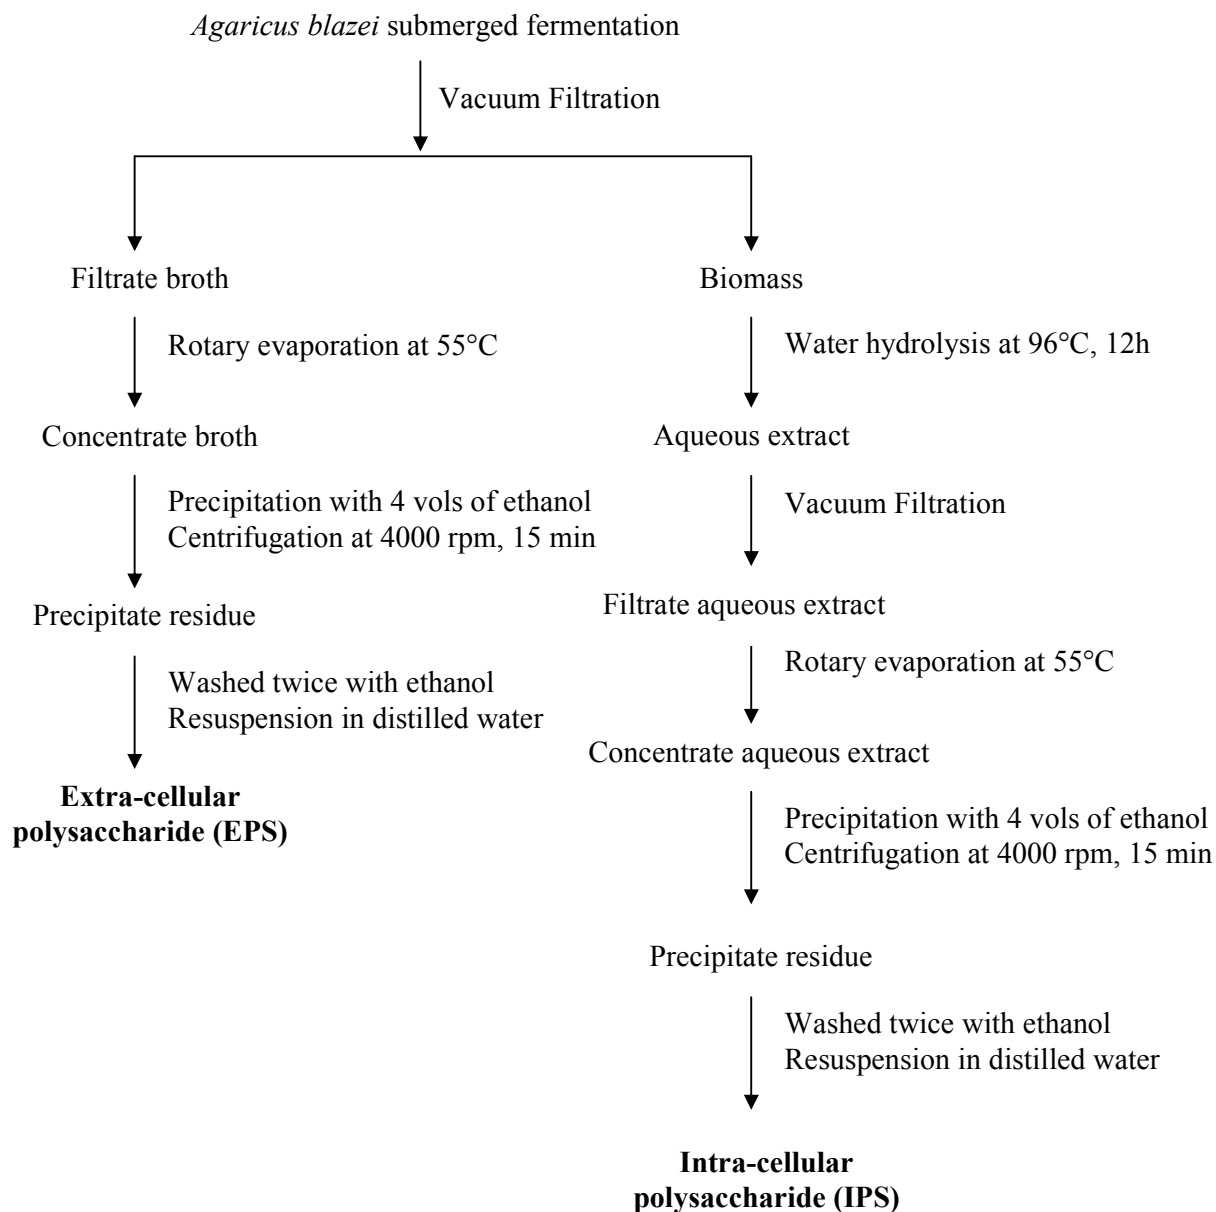 Agaricus blazei submerged fermentation
Vacuum Filtration
Filtrate broth
Rotary evaporation at 55°C
Concentrate broth
Precipitation with 4 vols of ethanol
Centrifugation at 4000 rpm, 15 min
Precipitate residue
Washed twice with ethanol
Resuspension in distilled water
Extra-cellular
polysaccharide (EPS)
Biomass
Water hydrolysis at 96°C, 12h
Aqueous extract
Vacuum Filtration
Filtrate aqueous extract
Rotary evaporation at 55°C
Concentrate aqueous extract
Precipitation with 4 vols of ethanol
Centrifugation at 4000 rpm, 15 min
Precipitate residue
Washed twice with ethanol
Resuspension in distilled water
Intra-cellular
polysaccharide (IPS)